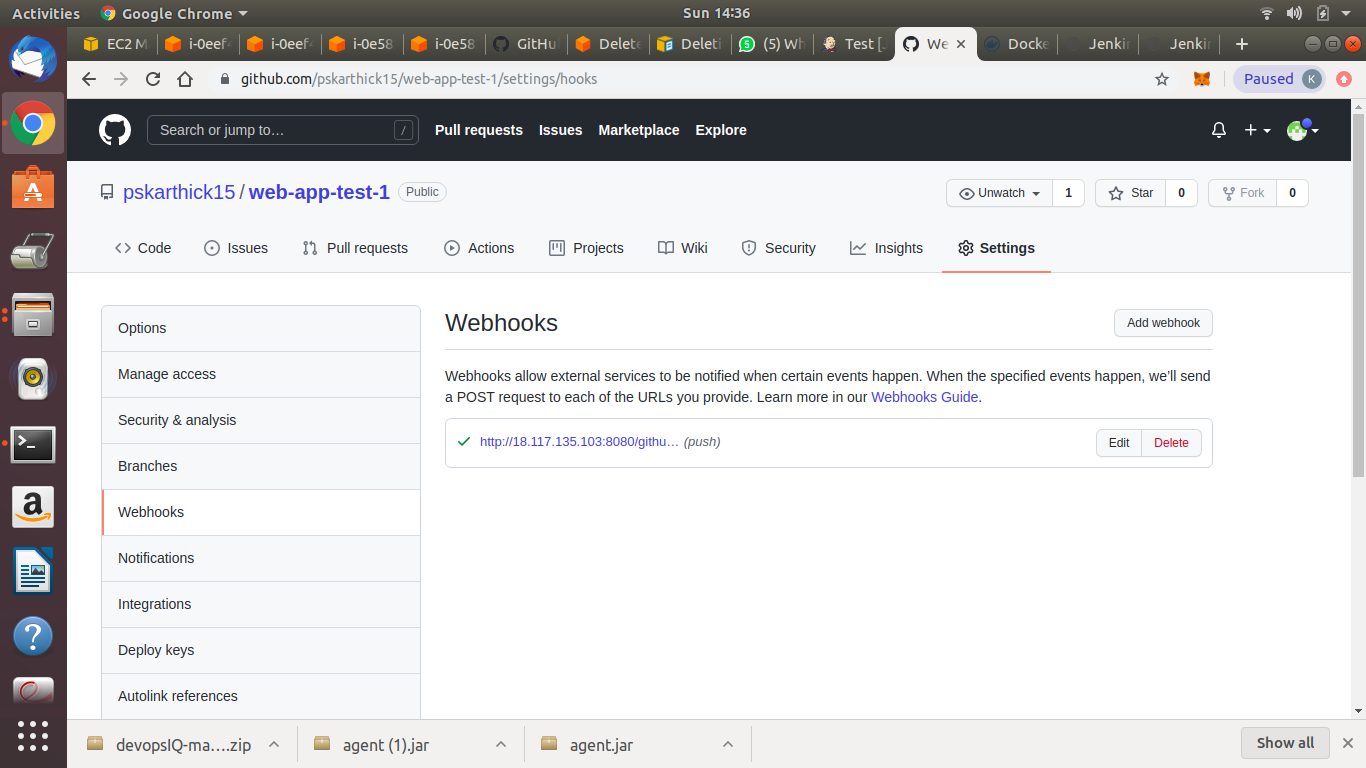 Activities
Google Chrome
Sun 14:36
EC2 M
i-0eef
i-0eef
i-0e58
i-0e58
GitHu
Delete
Deleti
(5) Wh
Test [J
We
Docke
Jenki
Jenki
github.com/pskarthick15/web-app-test-1/settings/hooks
Paused
K
Search or jump to…
/
Pull requests
Issues
Marketplace
Explore
pskarthick15 / web-app-test-1
Public
Unwatch
1
Star
0
Fork
0
Code
Issues
Pull requests
Actions
Projects
Wiki
Security
Insights
Settings
Options
Manage access
Security & analysis
Branches
Webhooks
Notifications
Integrations
Deploy keys
Autolink references
Webhooks
Add webhook
Webhooks allow external services to be notified when certain events happen. When the specified events happen, we'll send
a POST request to each of the URLs you provide. Learn more in our Webhooks Guide.
http://18.117.135.103:8080/githu… (push)
Edit
Delete
devopsIQ-ma….zip
agent (1).jar
agent.jar
Show all